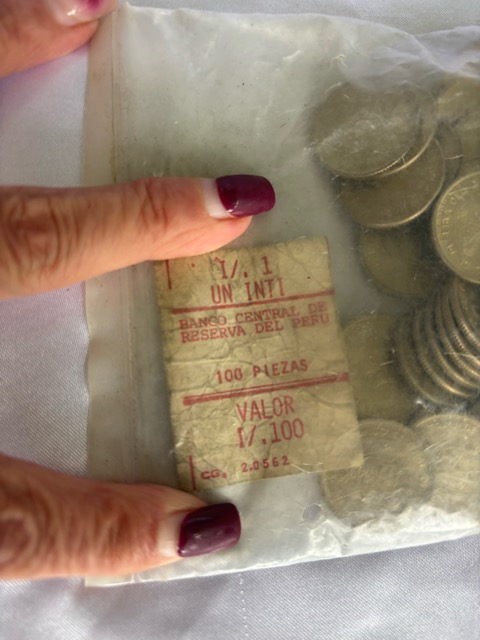 I/. 1
UN INTI
BANCO CENTRAL DE
RESERVA DEL PERU
100 PIEZAS
VALOR
I/.100
CG. 2.0562